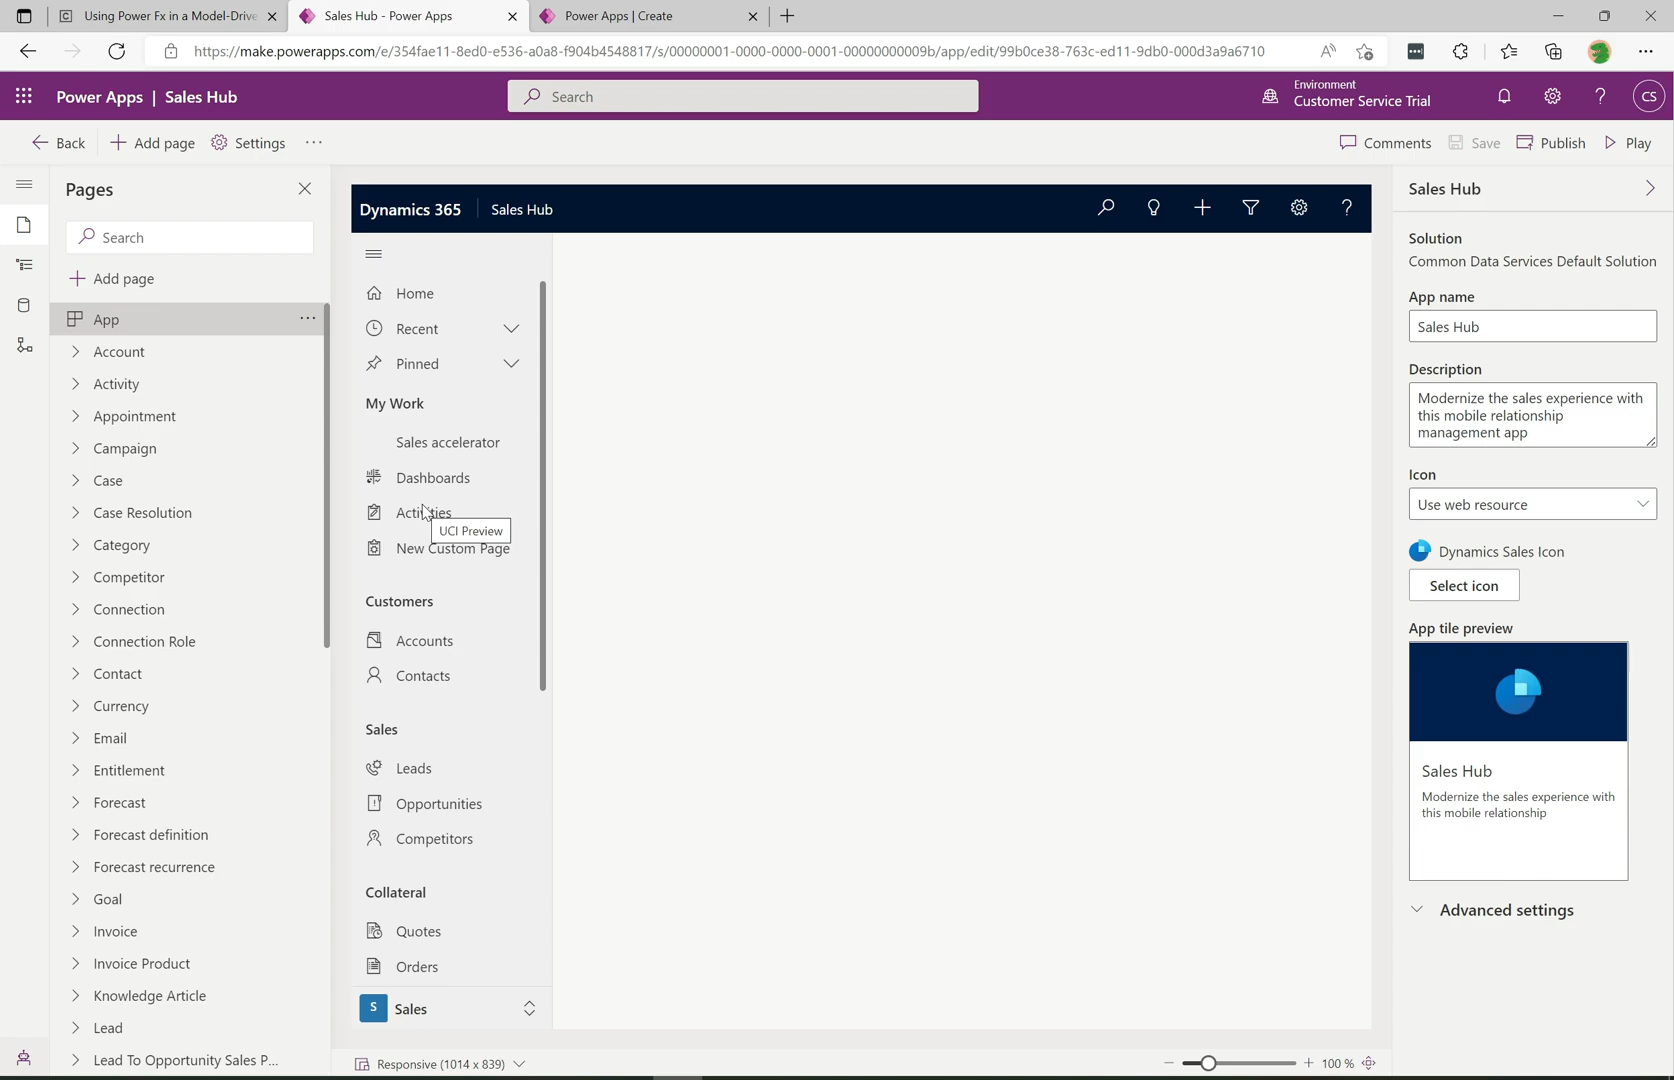 Using Power Fx in a Model-Drive
Sales Hub - Power Apps
Power Apps | Create
https://make.powerapps.com/e/354fae11-8ed0-e536-a0a8-f904b4548817/s/00000001-0000-0000-0001-00000000009b/app/edit/99b0ce38-763c-ed11-9db0-000d3a9a6710
Power Apps | Sales Hub
Search
Environment
Customer Service Trial
CS
Back
Add page
Settings
Comments
Save
Publish
Play
Pages
Search
Add page
App
Account
Activity
Appointment
Campaign
Case
Case Resolution
Category
Competitor
Connection
Connection Role
Contact
Currency
Email
Entitlement
Forecast
Forecast definition
Forecast recurrence
Goal
Invoice
Invoice Product
Knowledge Article
Lead
Lead To Opportunity Sales P...
Dynamics 365
Sales Hub
Home
Recent
Pinned
My Work
Sales accelerator
Dashboards
Activities
UCI Preview
New Custom Page
Customers
Accounts
Contacts
Sales
Leads
Opportunities
Competitors
Collateral
Quotes
Orders
S Sales
Responsive (1014 x 839)
100 %
Sales Hub
Solution
Common Data Services Default Solution
App name
Sales Hub
Description
Modernize the sales experience with
this mobile relationship
management app
Icon
Use web resource
Dynamics Sales Icon
Select icon
App tile preview
Sales Hub
Modernize the sales experience with
this mobile relationship
Advanced settings